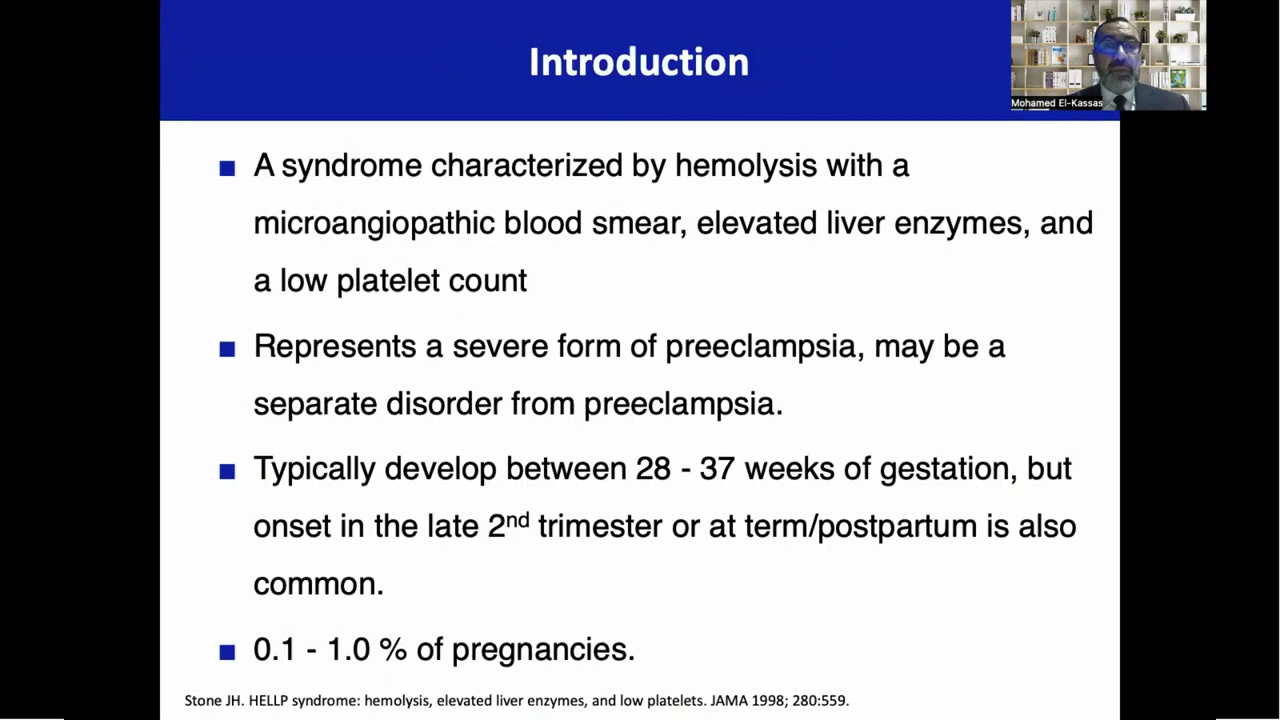 Introduction
Mohamed El-Kassas
■ A syndrome characterized by hemolysis with a
microangiopathic blood smear, elevated liver enzymes, and
a low platelet count
■ Represents a severe form of preeclampsia, may be a
separate disorder from preeclampsia.
■ Typically develop between 28 - 37 weeks of gestation, but
onset in the late 2nd trimester or at term/postpartum is also
common.
■ 0.1 - 1.0 % of pregnancies.
Stone JH. HELLP syndrome: hemolysis, elevated liver enzymes, and low platelets. JAMA 1998; 280:559.